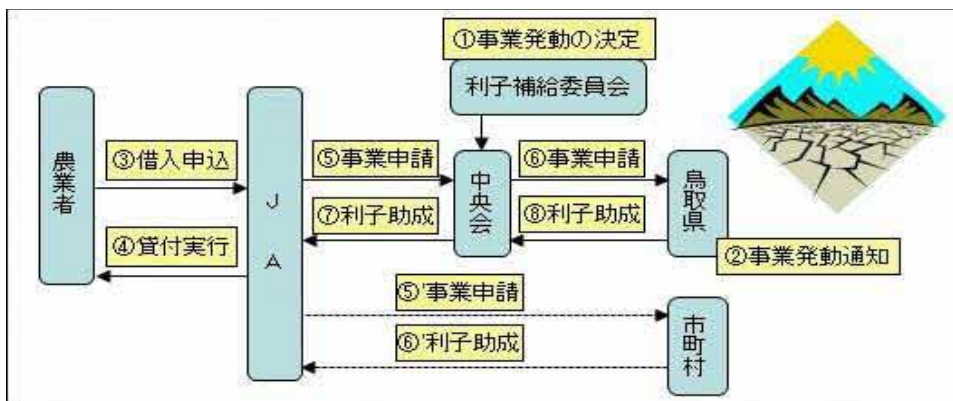 ①事業発動の決定
利子補給委員会
農業者
③借入申込
④貸付実行
ＪＡ
⑤事業申請
⑦利子助成
中央会
⑥事業申請
⑧利子助成
鳥取県
②事業発動通知
⑤'事業申請
⑥'利子助成
市町村